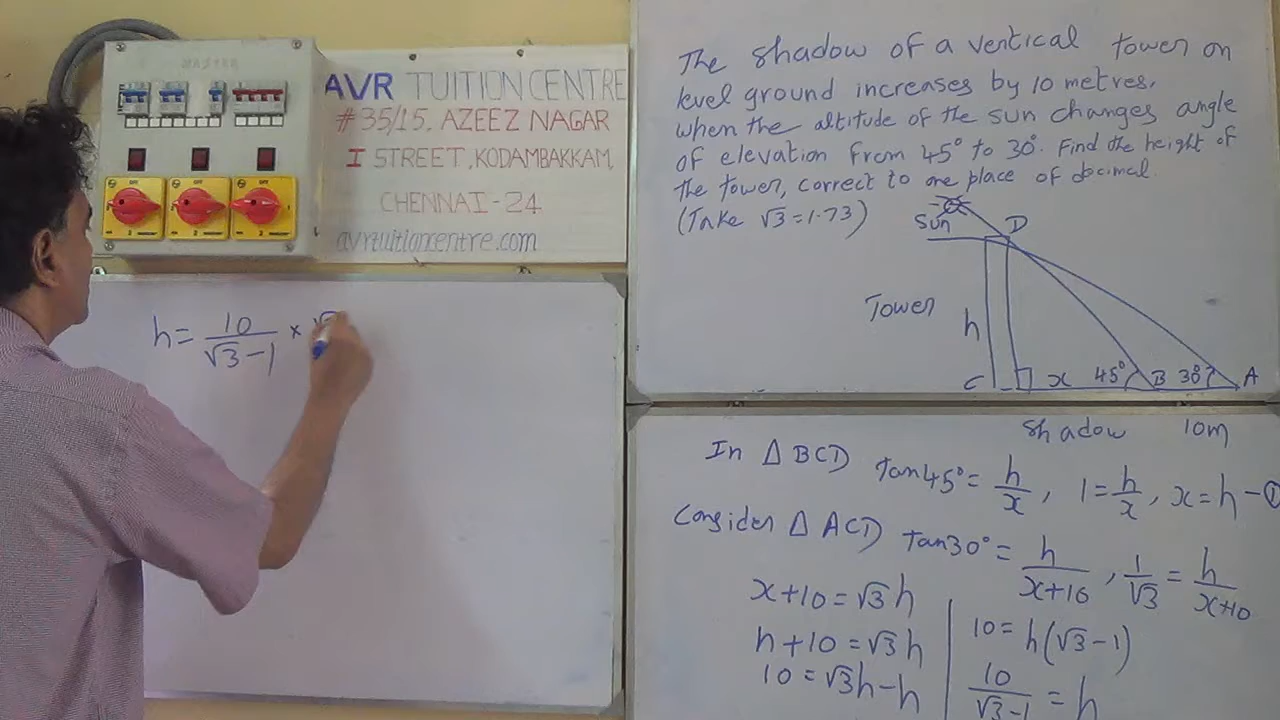 MASTER
AVR TUITION CENTRE
# 35/15, AZEEZ NAGAR
I STREET, KODAMBAKKAM,
CHENNAI - 24
avrtuitioncentre.com
h = 10/(√3-1) ×
The shadow of a vertical tower on
level ground increases by 10 metres,
when the altitude of the sun changes angle
of elevation from 45° to 30°. Find the height of
the tower, correct to one place of decimal.
(Take √3 = 1.73)
Sun
D
Tower
h
C x 45° B 30° A
shadow 10m
In △ BCD tan45° = h/x, 1 = h/x, x = h - ①
Consider △ ACD tan30° = h/(x+10), 1/√3 = h/(x+10)
x+10 = √3 h
h+10 = √3 h
10 = √3h - h
10 = h(√3-1)
10/(√3-1) = h